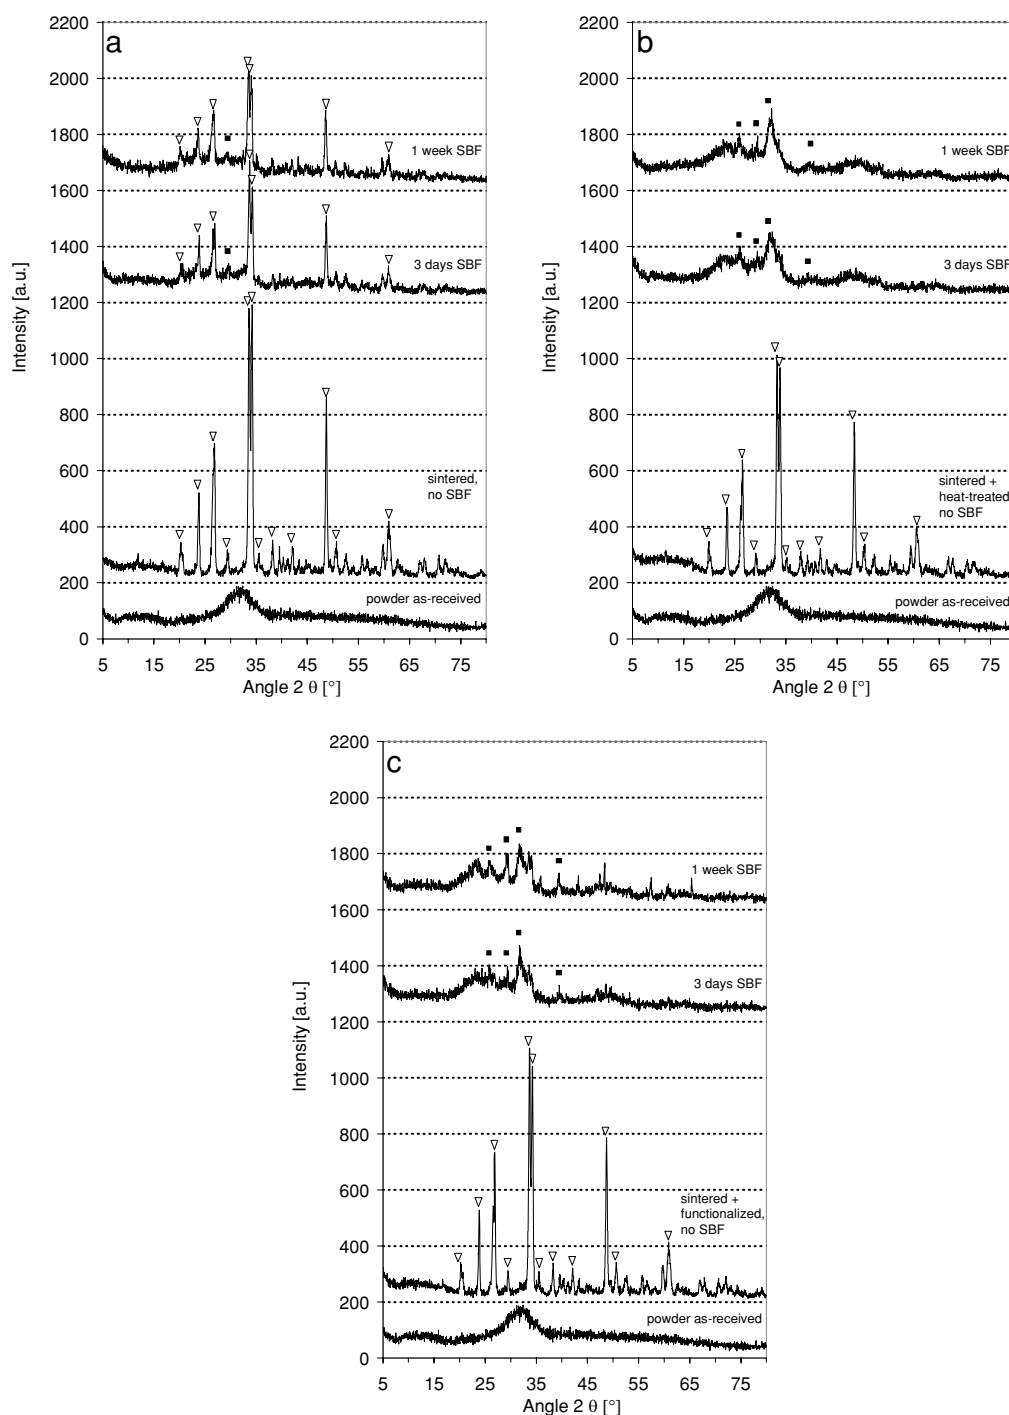 a
2200
2000
1800
1600
1400
1200
1000
800
600
400
200
0
Intensity [a.u.]
1 week SBF
3 days SBF
sintered,
no SBF
powder as-received
5 15 25 35 45 55 65 75
Angle 2 θ [°]
b
2200
2000
1800
1600
1400
1200
1000
800
600
400
200
0
Intensity [a.u.]
1 week SBF
3 days SBF
sintered +
heat-treated
no SBF
powder as-received
5 15 25 35 45 55 65 75
Angle 2 θ [°]
c
2200
2000
1800
1600
1400
1200
1000
800
600
400
200
0
Intensity [a.u.]
1 week SBF
3 days SBF
sintered +
functionalized,
no SBF
powder as-received
5 15 25 35 45 55 65 75
Angle 2 θ [°]